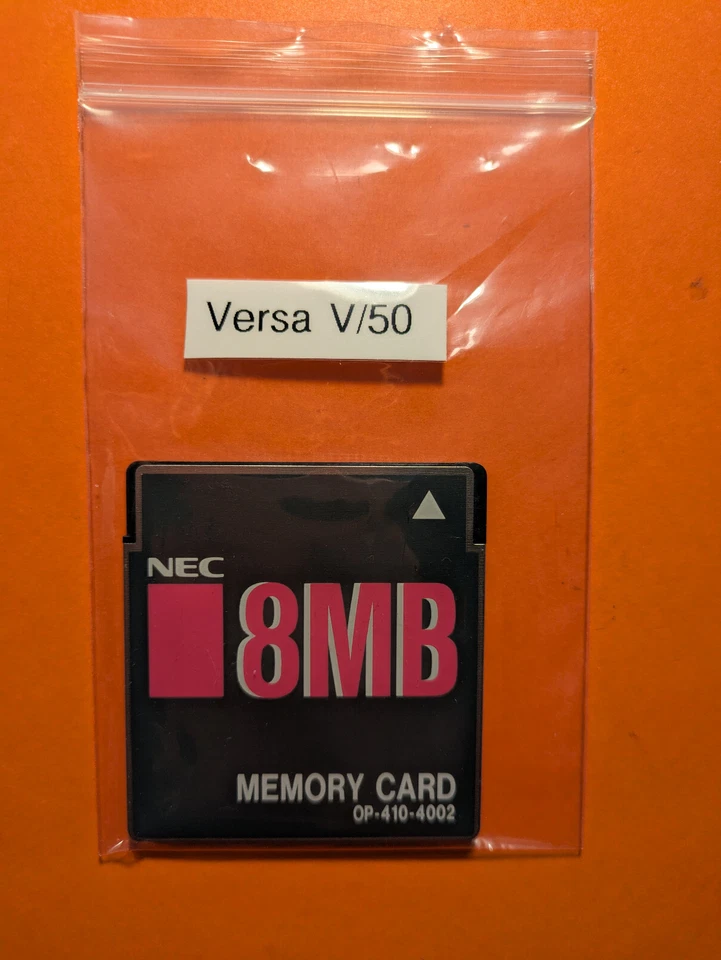 Versa V/50
NEC
8MB
MEMORY CARD
OP-410-4002